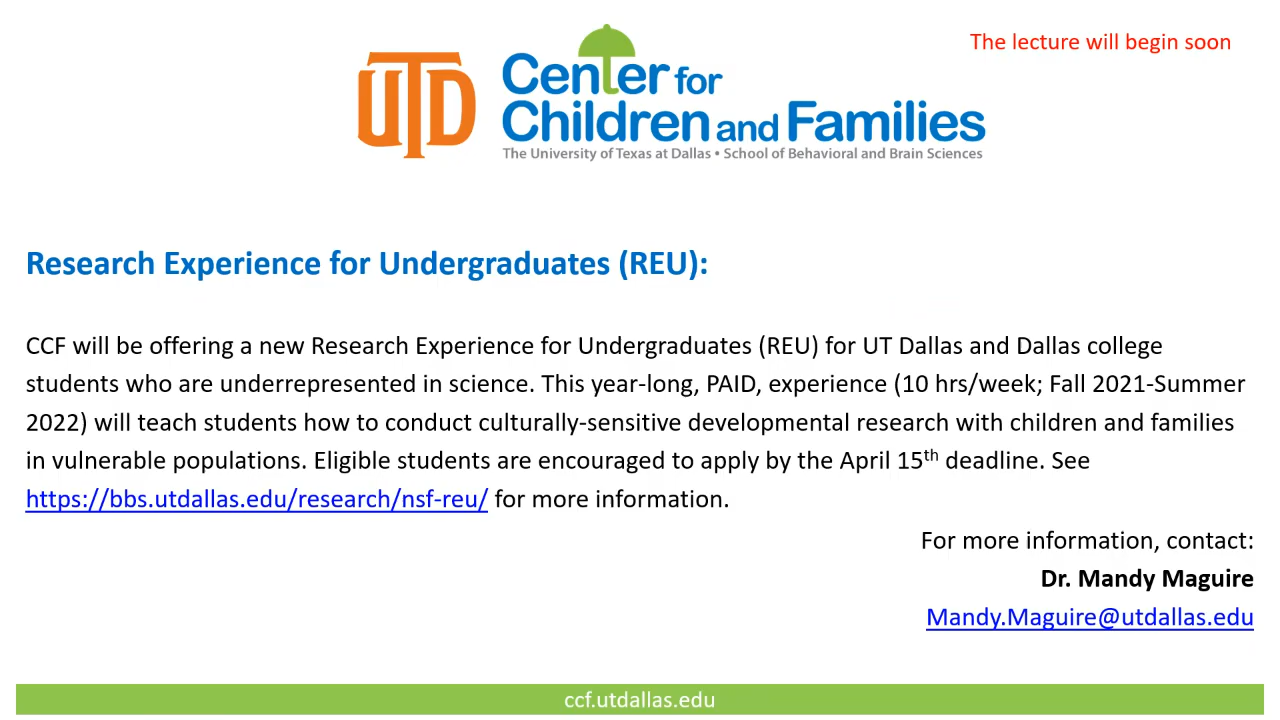 The lecture will begin soon
UTD
Center for
Children and Families
The University of Texas at Dallas • School of Behavioral and Brain Sciences
Research Experience for Undergraduates (REU):
CCF will be offering a new Research Experience for Undergraduates (REU) for UT Dallas and Dallas college
students who are underrepresented in science. This year-long, PAID, experience (10 hrs/week; Fall 2021-Summer
2022) will teach students how to conduct culturally-sensitive developmental research with children and families
in vulnerable populations. Eligible students are encouraged to apply by the April 15th deadline. See
https://bbs.utdallas.edu/research/nsf-reu/ for more information.
For more information, contact:
Dr. Mandy Maguire
Mandy.Maguire@utdallas.edu
ccf.utdallas.edu